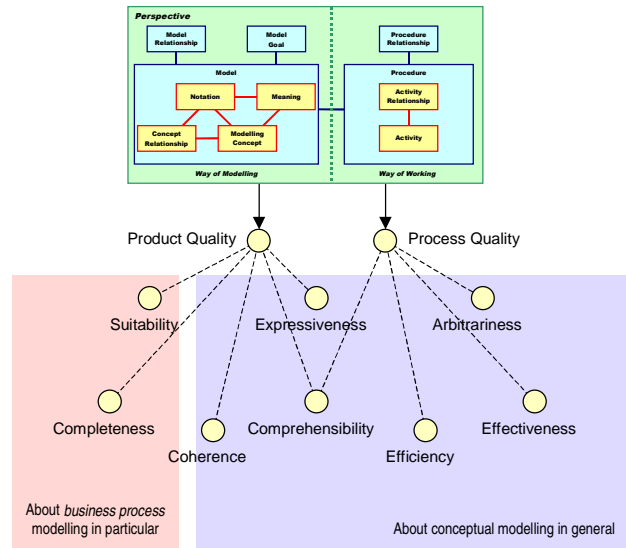 Perspective
Model
Relationship
Model
Goal
Procedure
Relationship
Model
Procedure
Notation
Meaning
Activity
Relationship
Concept
Relationship
Modelling
Concept
Activity
Way of Modelling
Way of Working
Product Quality
Process Quality
Suitability
Expressiveness
Arbitrariness
Completeness
Coherence
Comprehensibility
Efficiency
Effectiveness
About business process
modelling in particular
About conceptual modelling in general